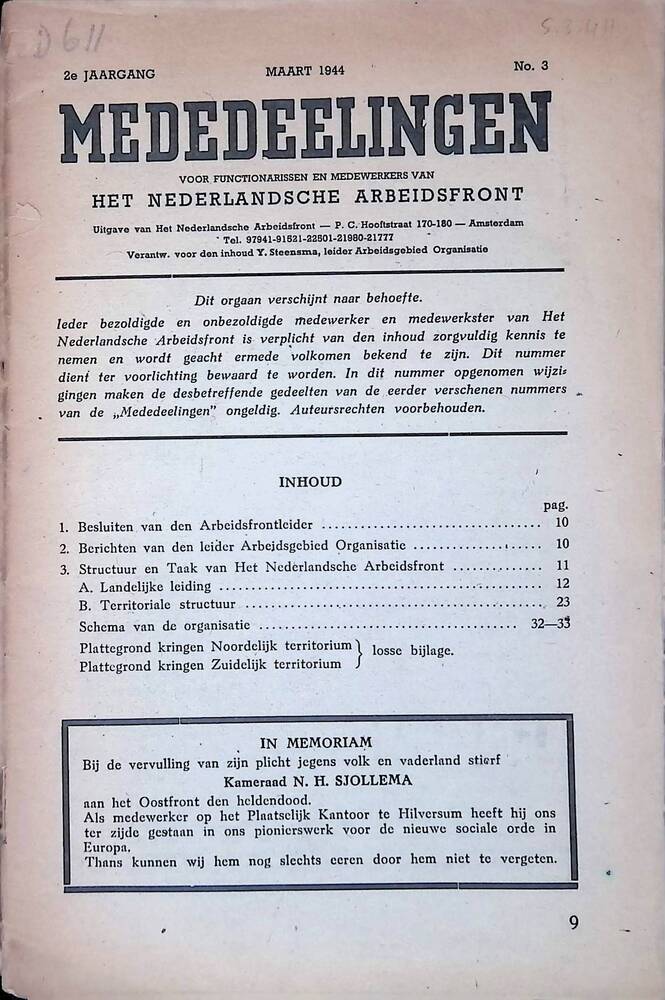 D 611
2e JAARGANG MAART 1944 No. 3
MEDEDEELINGEN
VOOR FUNCTIONARISSEN EN MEDEWERKERS VAN
HET NEDERLANDSCHE ARBEIDSFRONT
Uitgave van Het Nederlandsche Arbeidsfront — P. C. Hooftstraat 170-180 — Amsterdam
Tel. 97941-91521-22501-21980-21777
Verantw. voor den inhoud Y. Steensma, leider Arbeidsgebied Organisatie
Dit orgaan verschijnt naar behoefte.
Ieder bezoldigde en onbezoldigde medewerker en medewerkster van Het
Nederlandsche Arbeidsfront is verplicht van den inhoud zorgvuldig kennis te
nemen en wordt geacht ermede volkomen bekend te zijn. Dit nummer
dient ter voorlichting bewaard te worden. In dit nummer opgenomen wijzi-
gingen maken de desbetreffende gedeelten van de eerder verschenen nummers
van de „Mededeelingen” ongeldig. Auteursrechten voorbehouden.
INHOUD
pag.
1. Besluiten van den Arbeidsfrontleider .................................. 10
2. Berichten van den leider Arbeidsgebied Organisatie .................... 10
3. Structuur en Taak van Het Nederlandsche Arbeidsfront .............. 11
A. Landelijke leiding .................................................. 12
B. Territoriale structuur .............................................. 23
Schema van de organisatie ........................................ 32—33
Plattegrond kringen Noordelijk territorium } losse bijlage.
Plattegrond kringen Zuidelijk territorium
IN MEMORIAM
Bij de vervulling van zijn plicht jegens volk en vaderland stierf
Kameraad N. H. SJOLLEMA
aan het Oostfront den heldendood.
Als medewerker op het Plaatselijk Kantoor te Hilversum heeft hij ons
ter zijde gestaan in ons pionierswerk voor de nieuwe sociale orde in
Europa.
Thans kunnen wij hem nog slechts eeren door hem niet te vergeten.
9